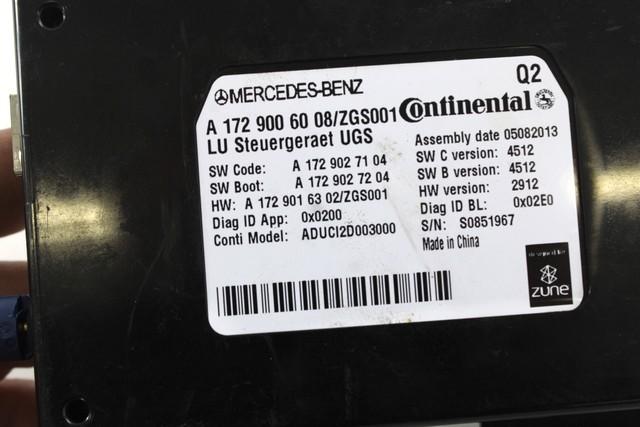 MERCEDES-BENZ
Q2
A 172 900 60 08/ZGS001
Continental
LU Steuergeraet UGS
Assembly date 05082013
SW Code: A 172 902 71 04
SW C version: 4512
SW Boot: A 172 902 72 04
SW B version: 4512
HW: A 172 901 63 02/ZGS001
HW version: 2912
Diag ID App: 0x0200
Diag ID BL: 0x02E0
Conti Model: ADUCI2D003000
S/N: S0851967
Made in China
designed for
zune